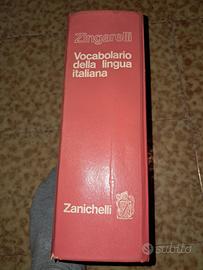 Zingarelli
Vocabolario
della lingua
italiana
Zanichelli
subito